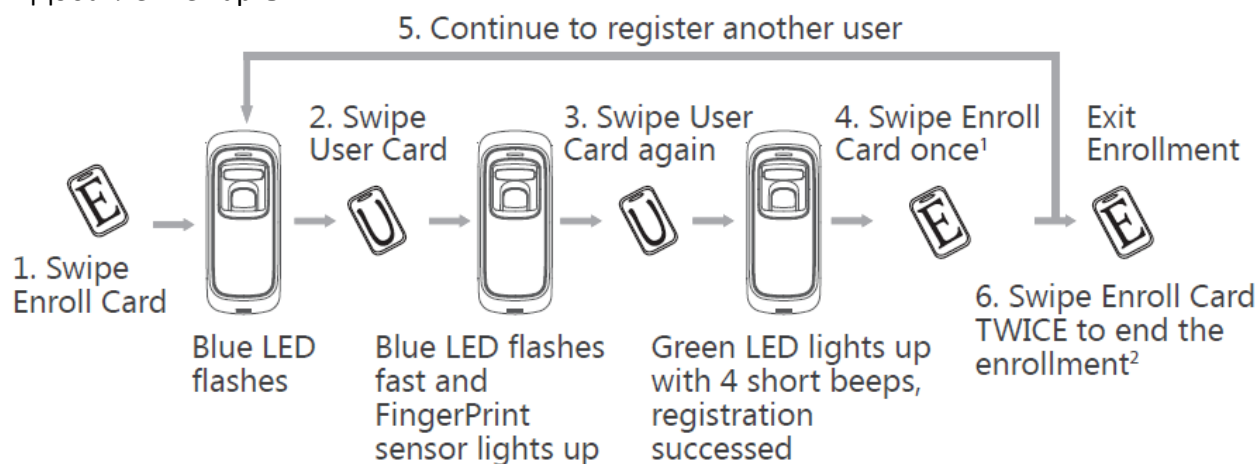 5. Continue to register another user
2. Swipe
User Card
3. Swipe User
Card again
4. Swipe Enroll
Card once¹
Exit
Enrollment
E
U
U
E
E
1. Swipe
Enroll Card
Blue LED
flashes
Blue LED flashes
fast and
FingerPrint
sensor lights up
Green LED lights up
with 4 short beeps,
registration
successed
6. Swipe Enroll Card
TWICE to end the
enrollment²